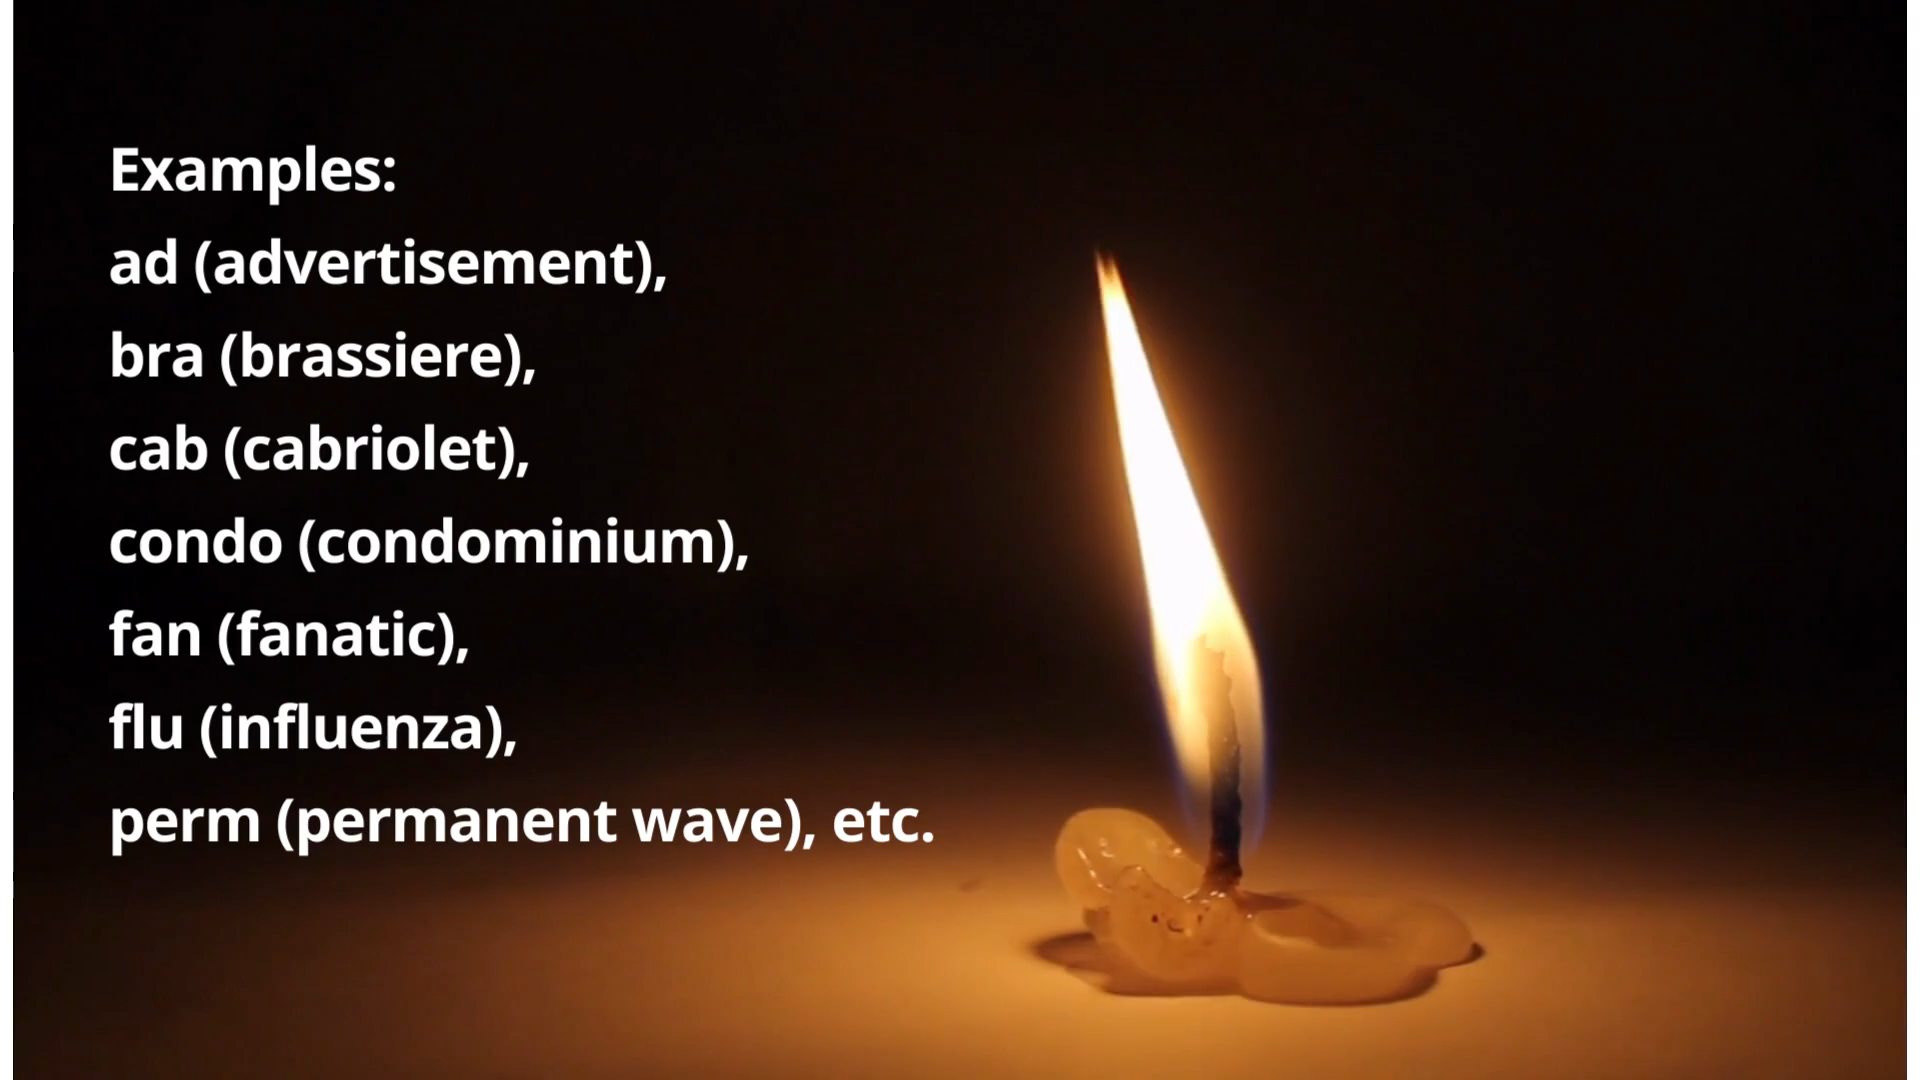 Examples:
ad (advertisement),
bra (brassiere),
cab (cabriolet),
condo (condominium),
fan (fanatic),
flu (influenza),
perm (permanent wave), etc.